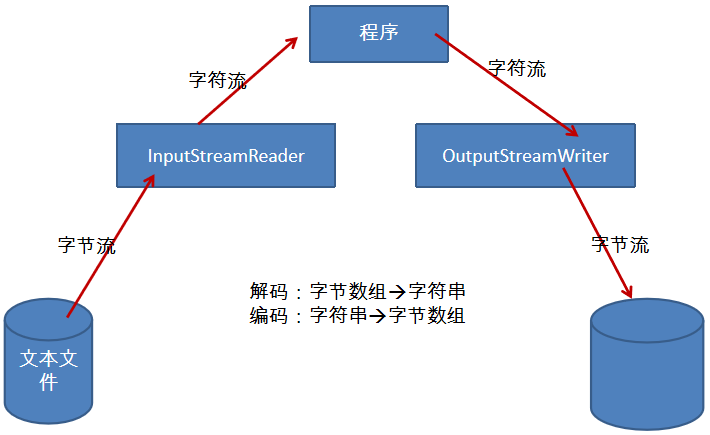 程序
字符流
字符流
InputStreamReader
OutputStreamWriter
字节流
字节流
解码：字节数组→字符串
编码：字符串→字节数组
文本文
件